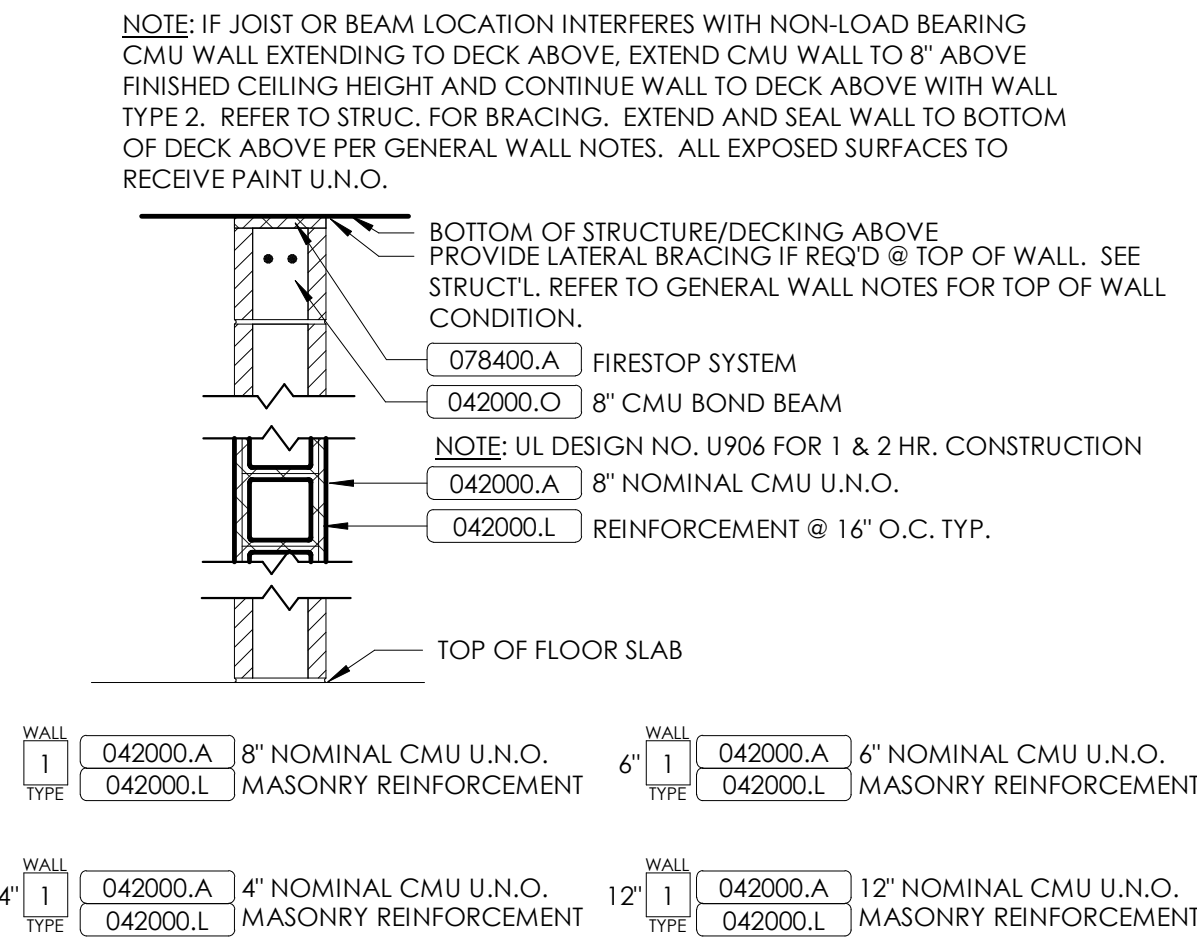 NOTE: IF JOIST OR BEAM LOCATION INTERFERES WITH NON-LOAD BEARING
CMU WALL EXTENDING TO DECK ABOVE, EXTEND CMU WALL TO 8" ABOVE
FINISHED CEILING HEIGHT AND CONTINUE WALL TO DECK ABOVE WITH WALL
TYPE 2. REFER TO STRUC. FOR BRACING. EXTEND AND SEAL WALL TO BOTTOM
OF DECK ABOVE PER GENERAL WALL NOTES. ALL EXPOSED SURFACES TO
RECEIVE PAINT U.N.O.
BOTTOM OF STRUCTURE/DECKING ABOVE
PROVIDE LATERAL BRACING IF REQ'D @ TOP OF WALL. SEE
STRUCT'L. REFER TO GENERAL WALL NOTES FOR TOP OF WALL
CONDITION.
078400.A FIRESTOP SYSTEM
042000.O 8" CMU BOND BEAM
NOTE: UL DESIGN NO. U906 FOR 1 & 2 HR. CONSTRUCTION
042000.A 8" NOMINAL CMU U.N.O.
042000.L REINFORCEMENT @ 16" O.C. TYP.
TOP OF FLOOR SLAB
WALL
1 042000.A 8" NOMINAL CMU U.N.O.
TYPE 042000.L MASONRY REINFORCEMENT
WALL
6" 1 042000.A 6" NOMINAL CMU U.N.O.
TYPE 042000.L MASONRY REINFORCEMENT
WALL
4" 1 042000.A 4" NOMINAL CMU U.N.O.
TYPE 042000.L MASONRY REINFORCEMENT
WALL
12" 1 042000.A 12" NOMINAL CMU U.N.O.
TYPE 042000.L MASONRY REINFORCEMENT